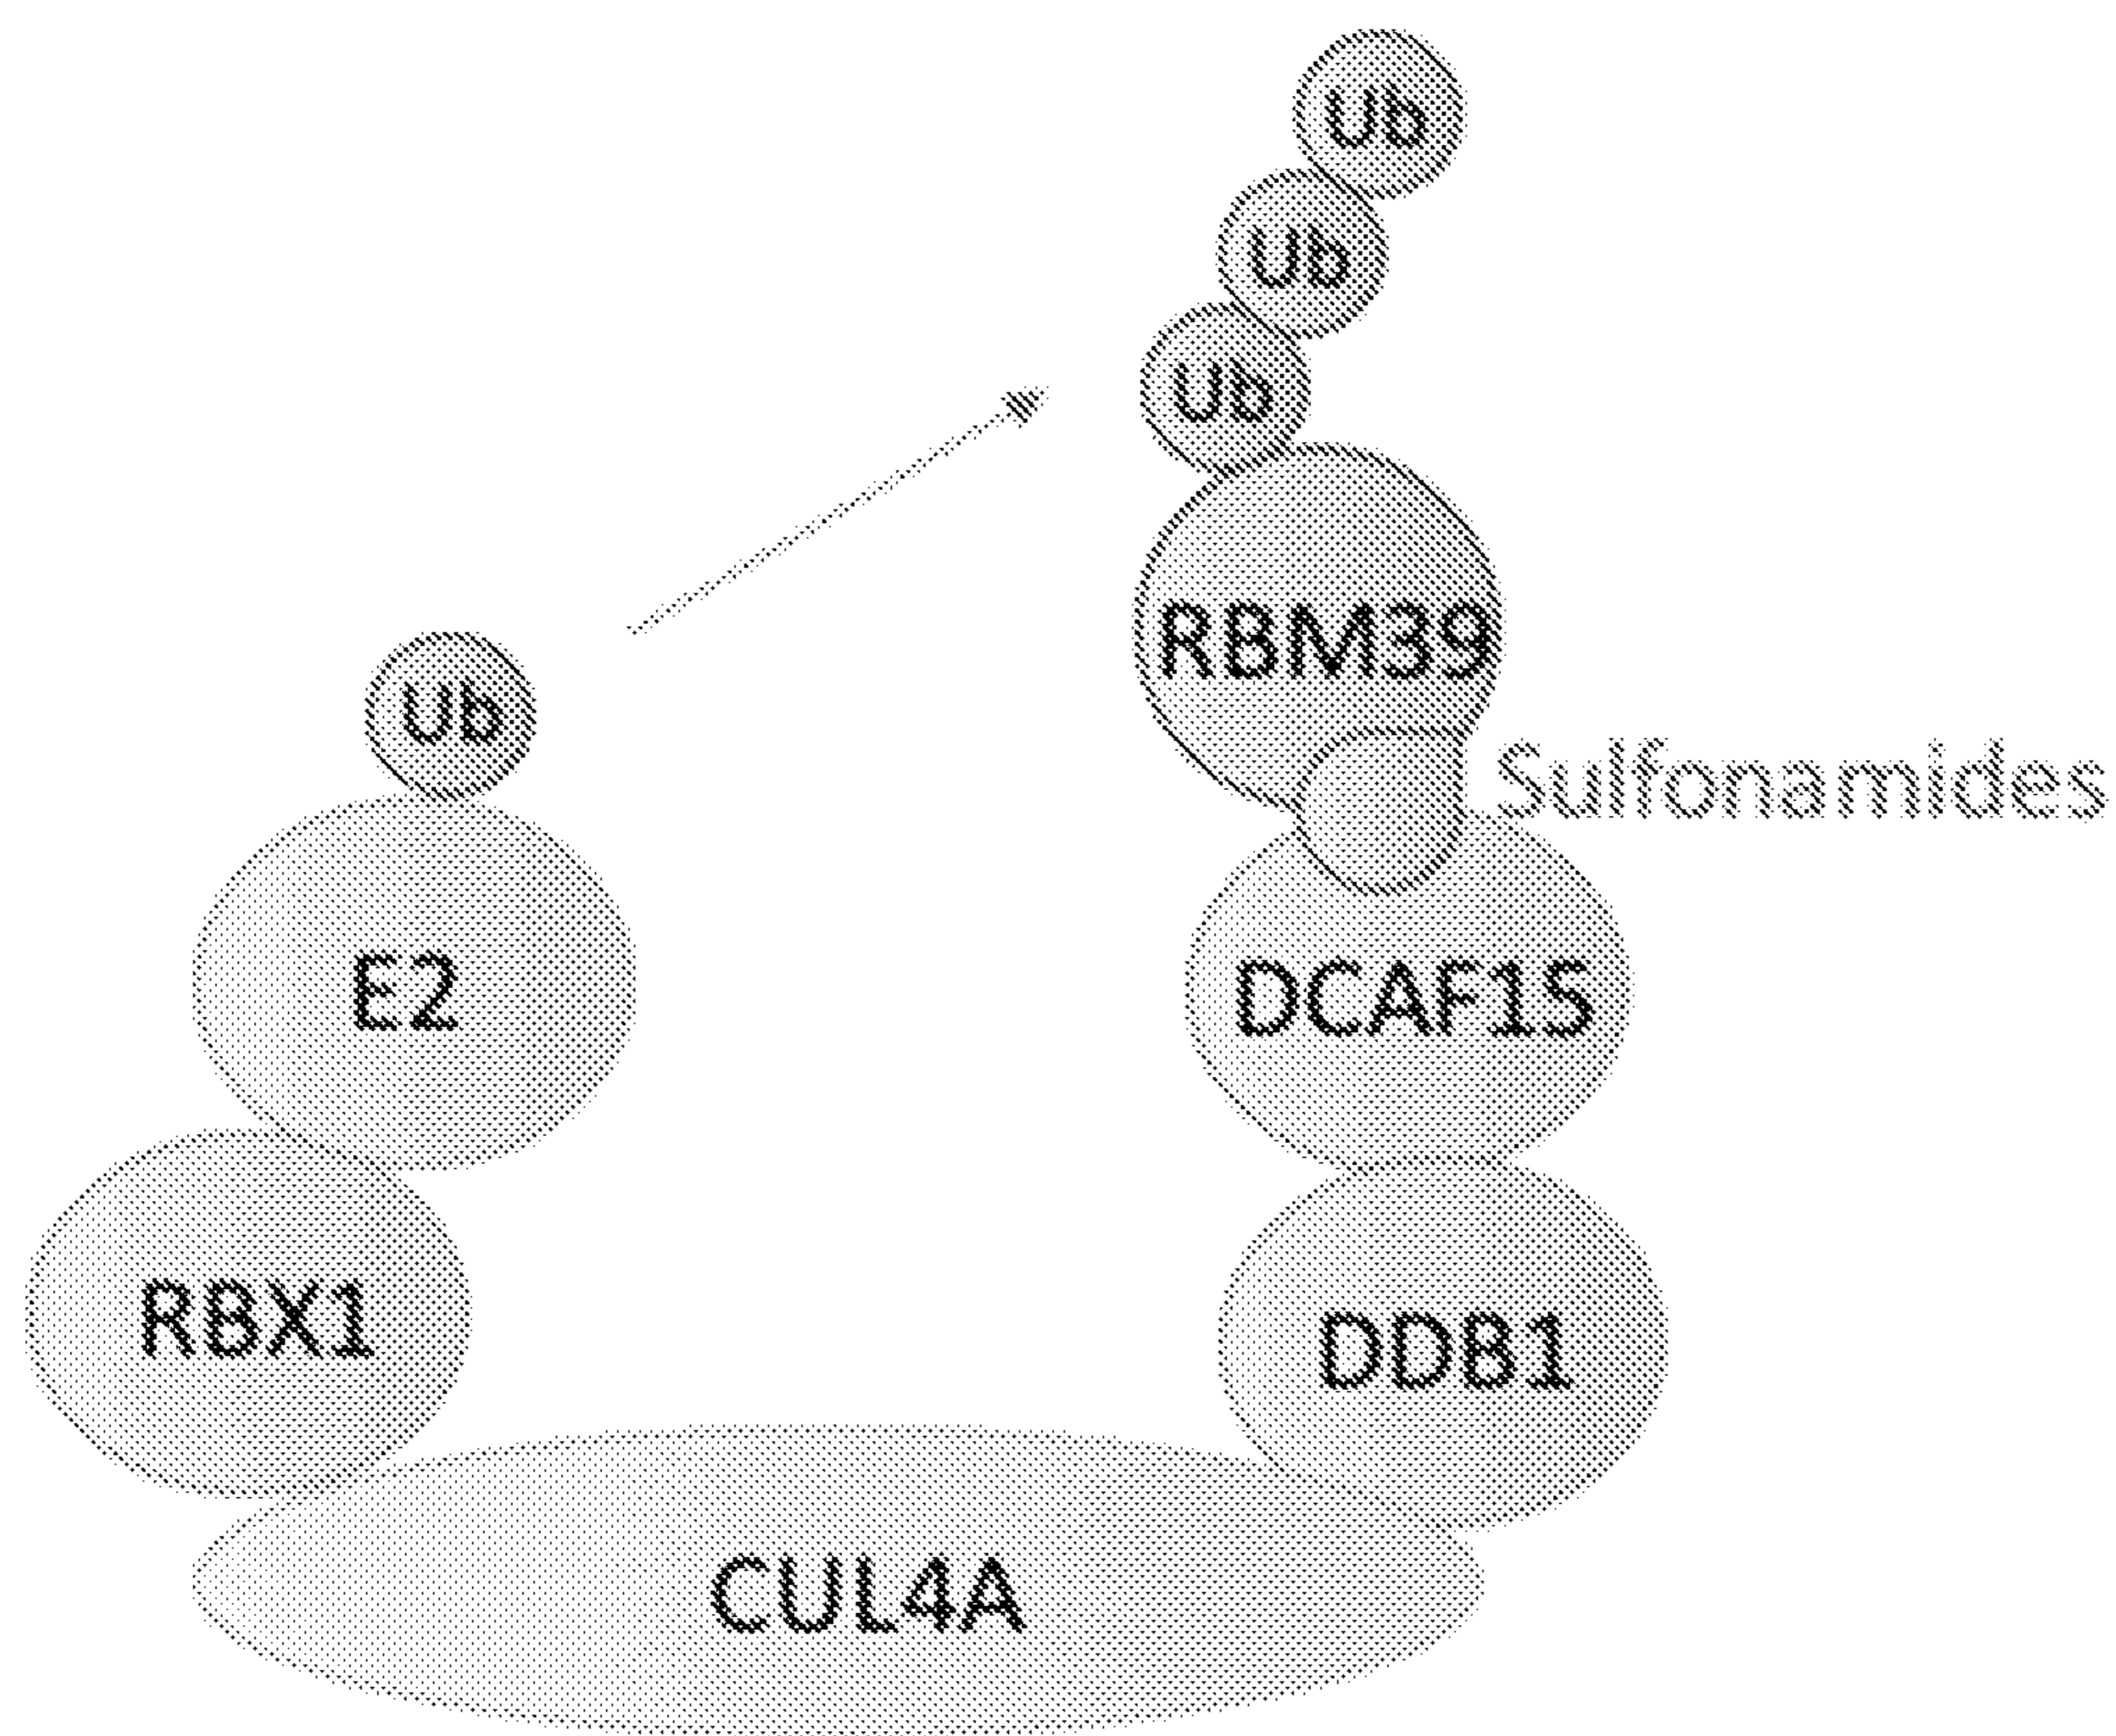 Ub
Ub
Ub
RBM39
Ub
Sulfonamides
E2
DCAF15
RBX1
DDB1
CUL4A